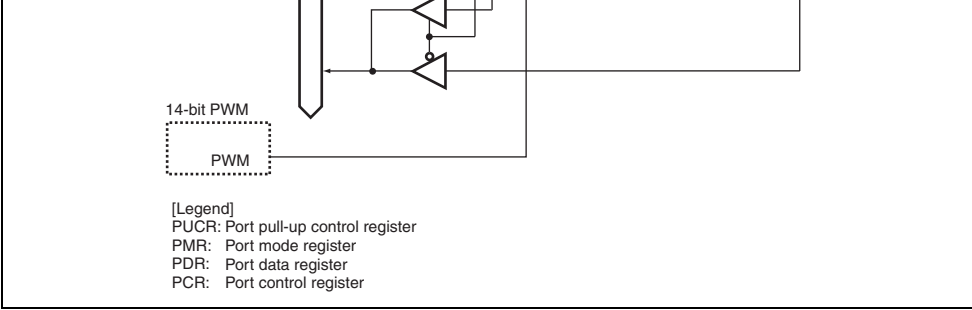 14-bit PWM
PWM
[Legend]
PUCR: Port pull-up control register
PMR: Port mode register
PDR: Port data register
PCR: Port control register